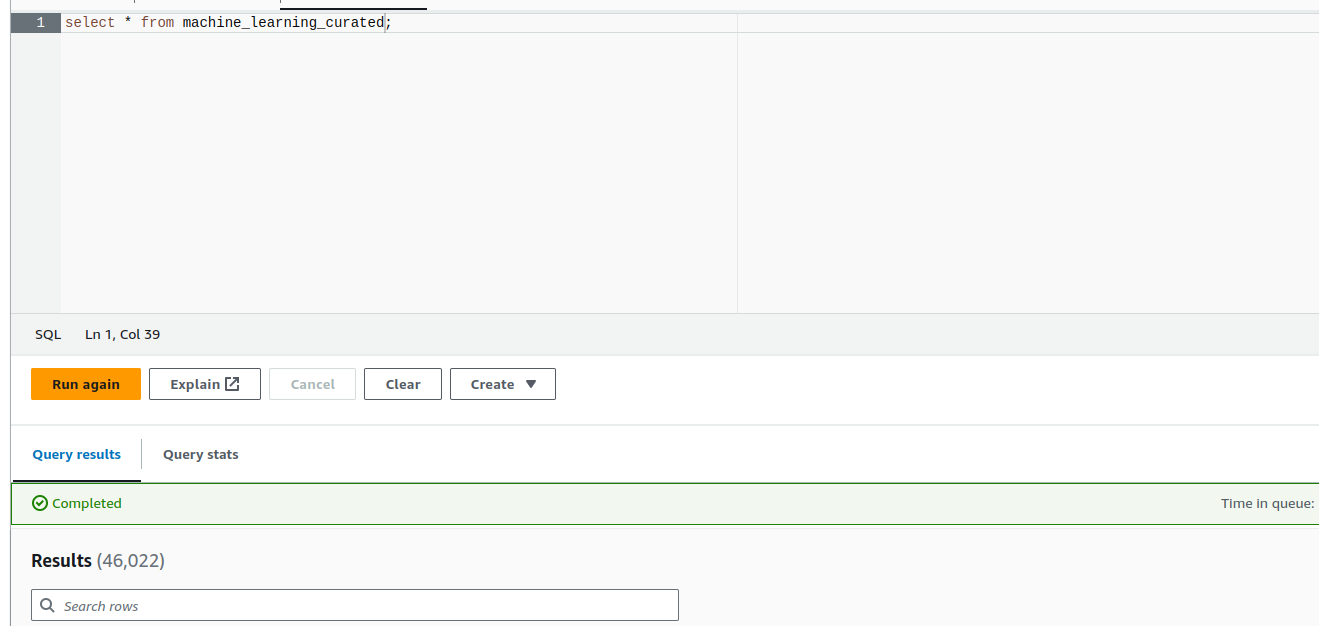 1 select * from machine_learning_curated;
SQL Ln 1, Col 39
Run again Explain Cancel Clear Create
Query results Query stats
Completed Time in queue:
Results (46,022)
Search rows